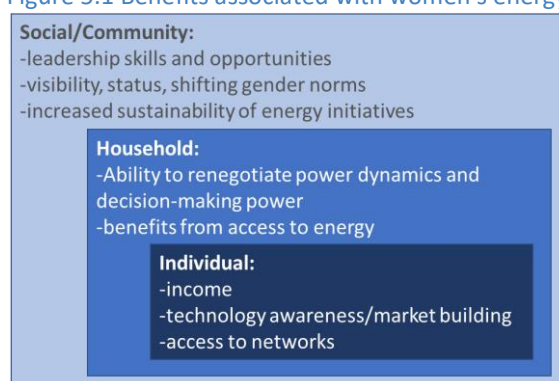 Figure 5.1 Benefits associated with women's energ
Social/Community:
-leadership skills and opportunities
-visibility, status, shifting gender norms
-increased sustainability of energy initiatives
Household:
-Ability to renegotiate power dynamics and
decision-making power
-benefits from access to energy
Individual:
-income
-technology awareness/market building
-access to networks